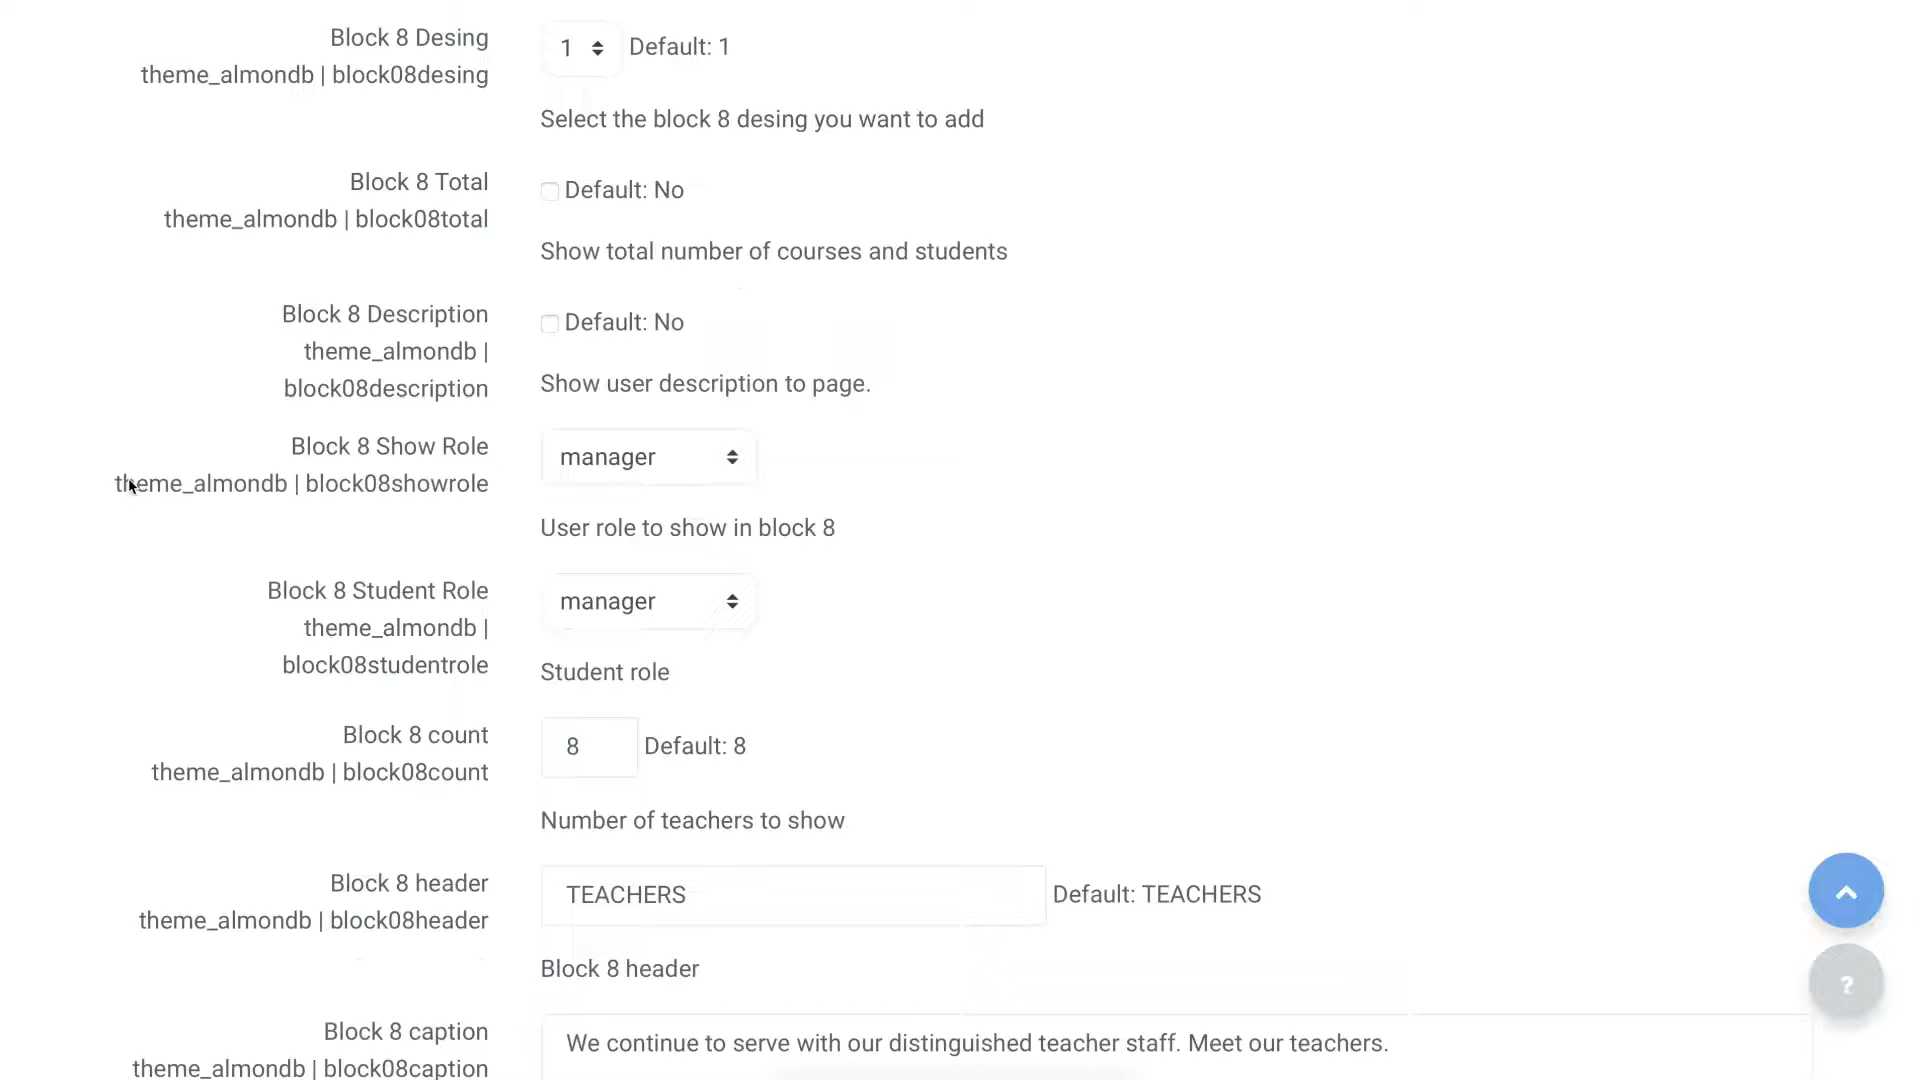 Block 8 Desing
theme_almondb | block08desing
1
Default: 1
Select the block 8 desing you want to add
Block 8 Total
theme_almondb | block08total
Default: No
Show total number of courses and students
Block 8 Description
theme_almondb |
block08description
Default: No
Show user description to page.
Block 8 Show Role
theme_almondb | block08showrole
manager
User role to show in block 8
Block 8 Student Role
theme_almondb |
block08studentrole
manager
Student role
Block 8 count
theme_almondb | block08count
8
Default: 8
Number of teachers to show
Block 8 header
theme_almondb | block08header
TEACHERS
Default: TEACHERS
Block 8 header
Block 8 caption
theme_almondb | block08caption
We continue to serve with our distinguished teacher staff. Meet our teachers.
?